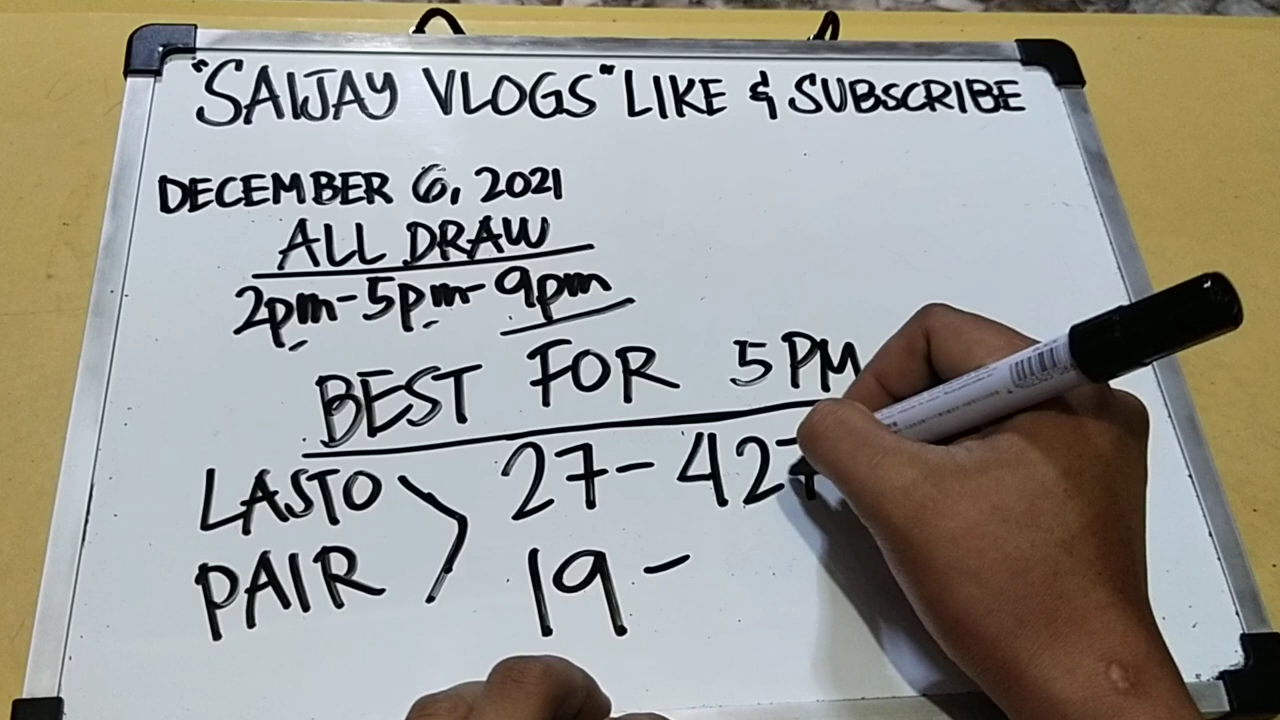 "SAIJAY VLOGS" LIKE & SUBSCRIBE
DECEMBER 6, 2021
ALL DRAW
2pm-5pm-9pm
BEST FOR 5PM
LASTO 27-427
PAIR 19-